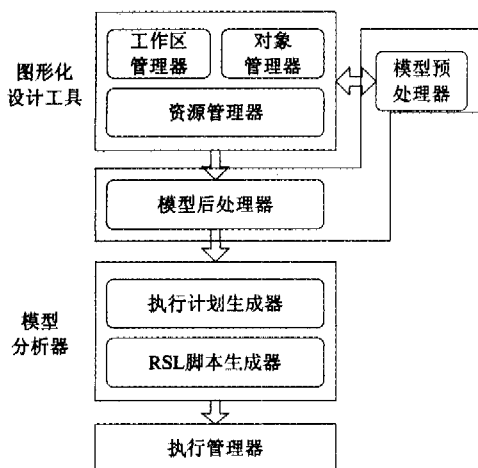 工作区
管理器
对象
管理器
图形化
设计工具
资源管理器
模型预
处理器
模型后处理器
模型
分析器
执行计划生成器
RSL脚本生成器
执行管理器